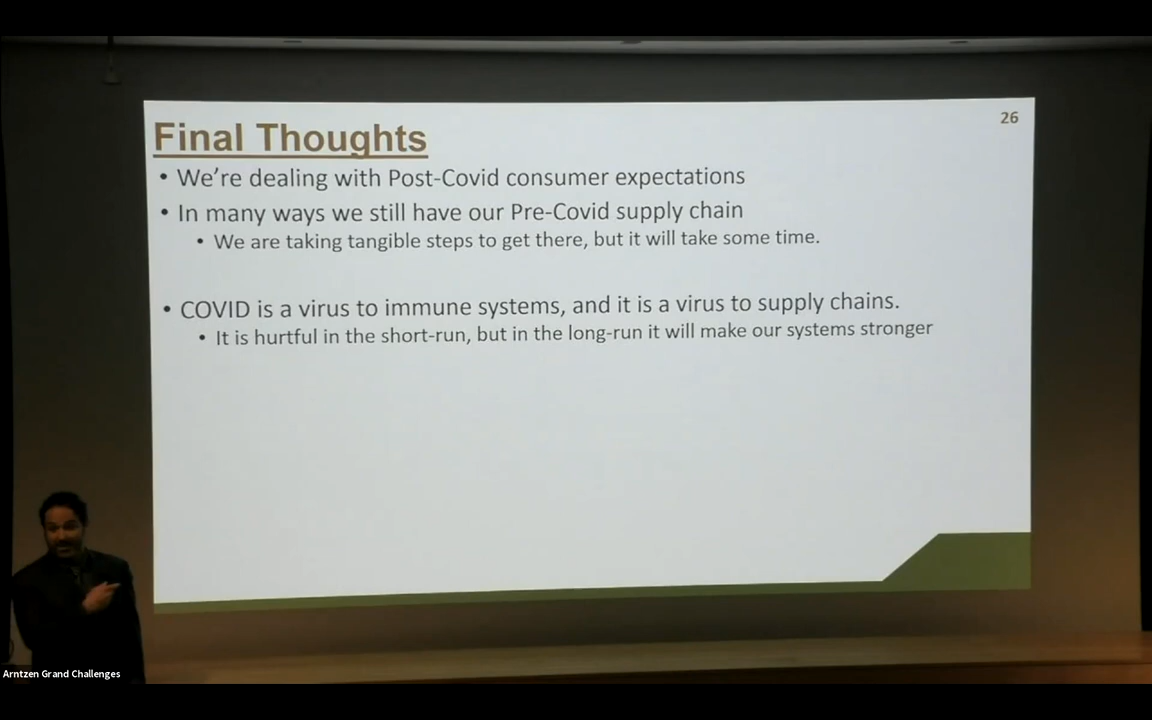 26
Final Thoughts
• We're dealing with Post-Covid consumer expectations
• In many ways we still have our Pre-Covid supply chain
• We are taking tangible steps to get there, but it will take some time.
• COVID is a virus to immune systems, and it is a virus to supply chains.
• It is hurtful in the short-run, but in the long-run it will make our systems stronger
Arntzen Grand Challenges